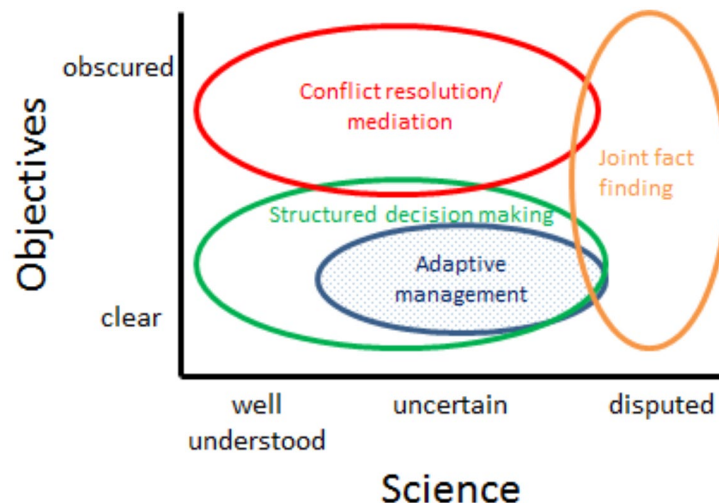 obscured
Conflict resolution/
mediation
Joint fact
finding
Objectives
Structured decision making
Adaptive
management
clear
well
understood
uncertain
disputed
Science